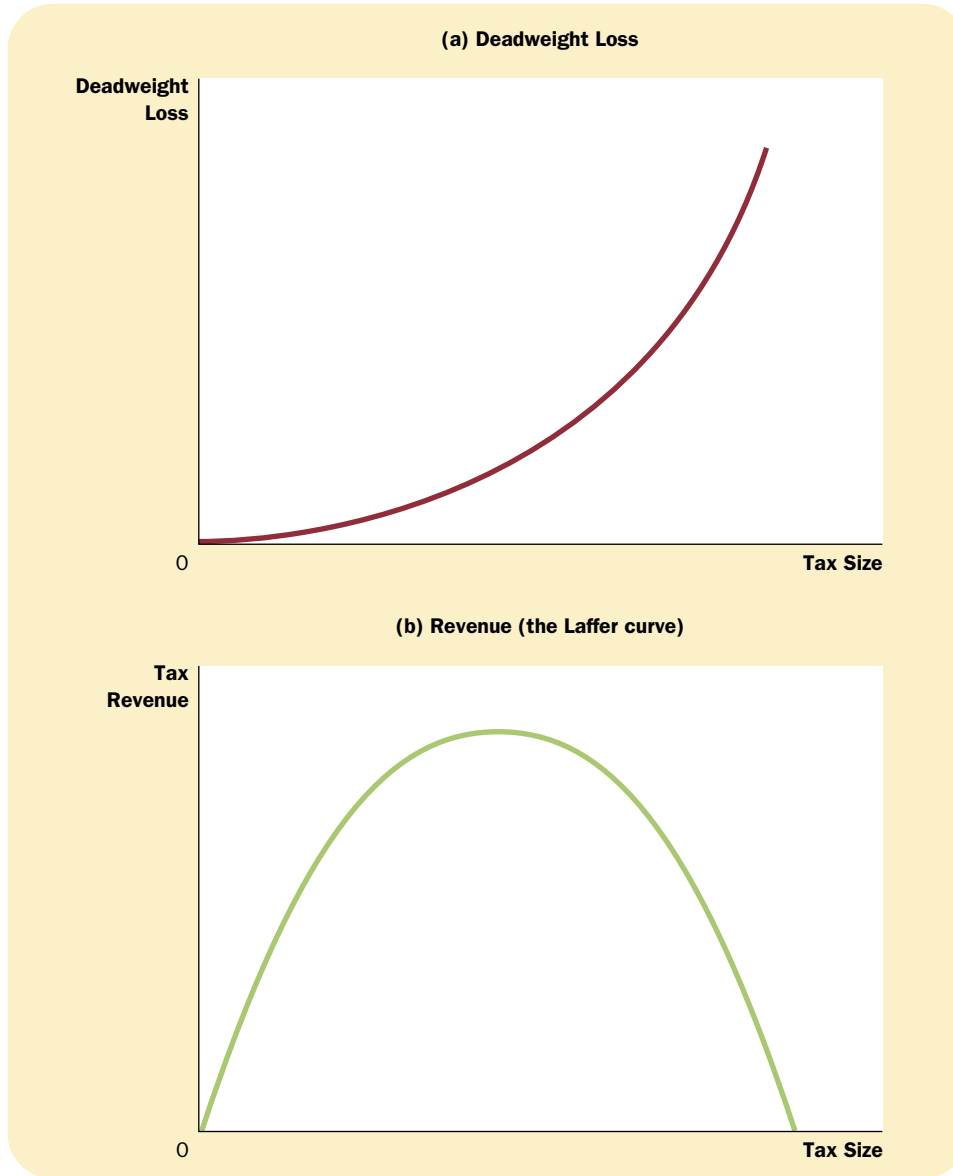 (a) Deadweight Loss
Deadweight
Loss
0
Tax Size
(b) Revenue (the Laffer curve)
Tax
Revenue
0
Tax Size